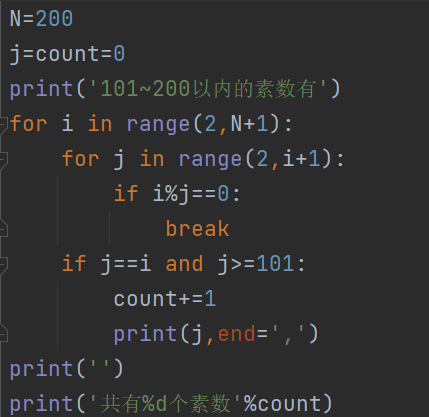 N=200
j=count=0
print('101~200以内的素数有')
for i in range(2,N+1):
    for j in range(2,i+1):
        if i%j==0:
            break
    if j==i and j>=101:
        count+=1
        print(j,end=',')
print('')
print('共有%d个素数'%count)